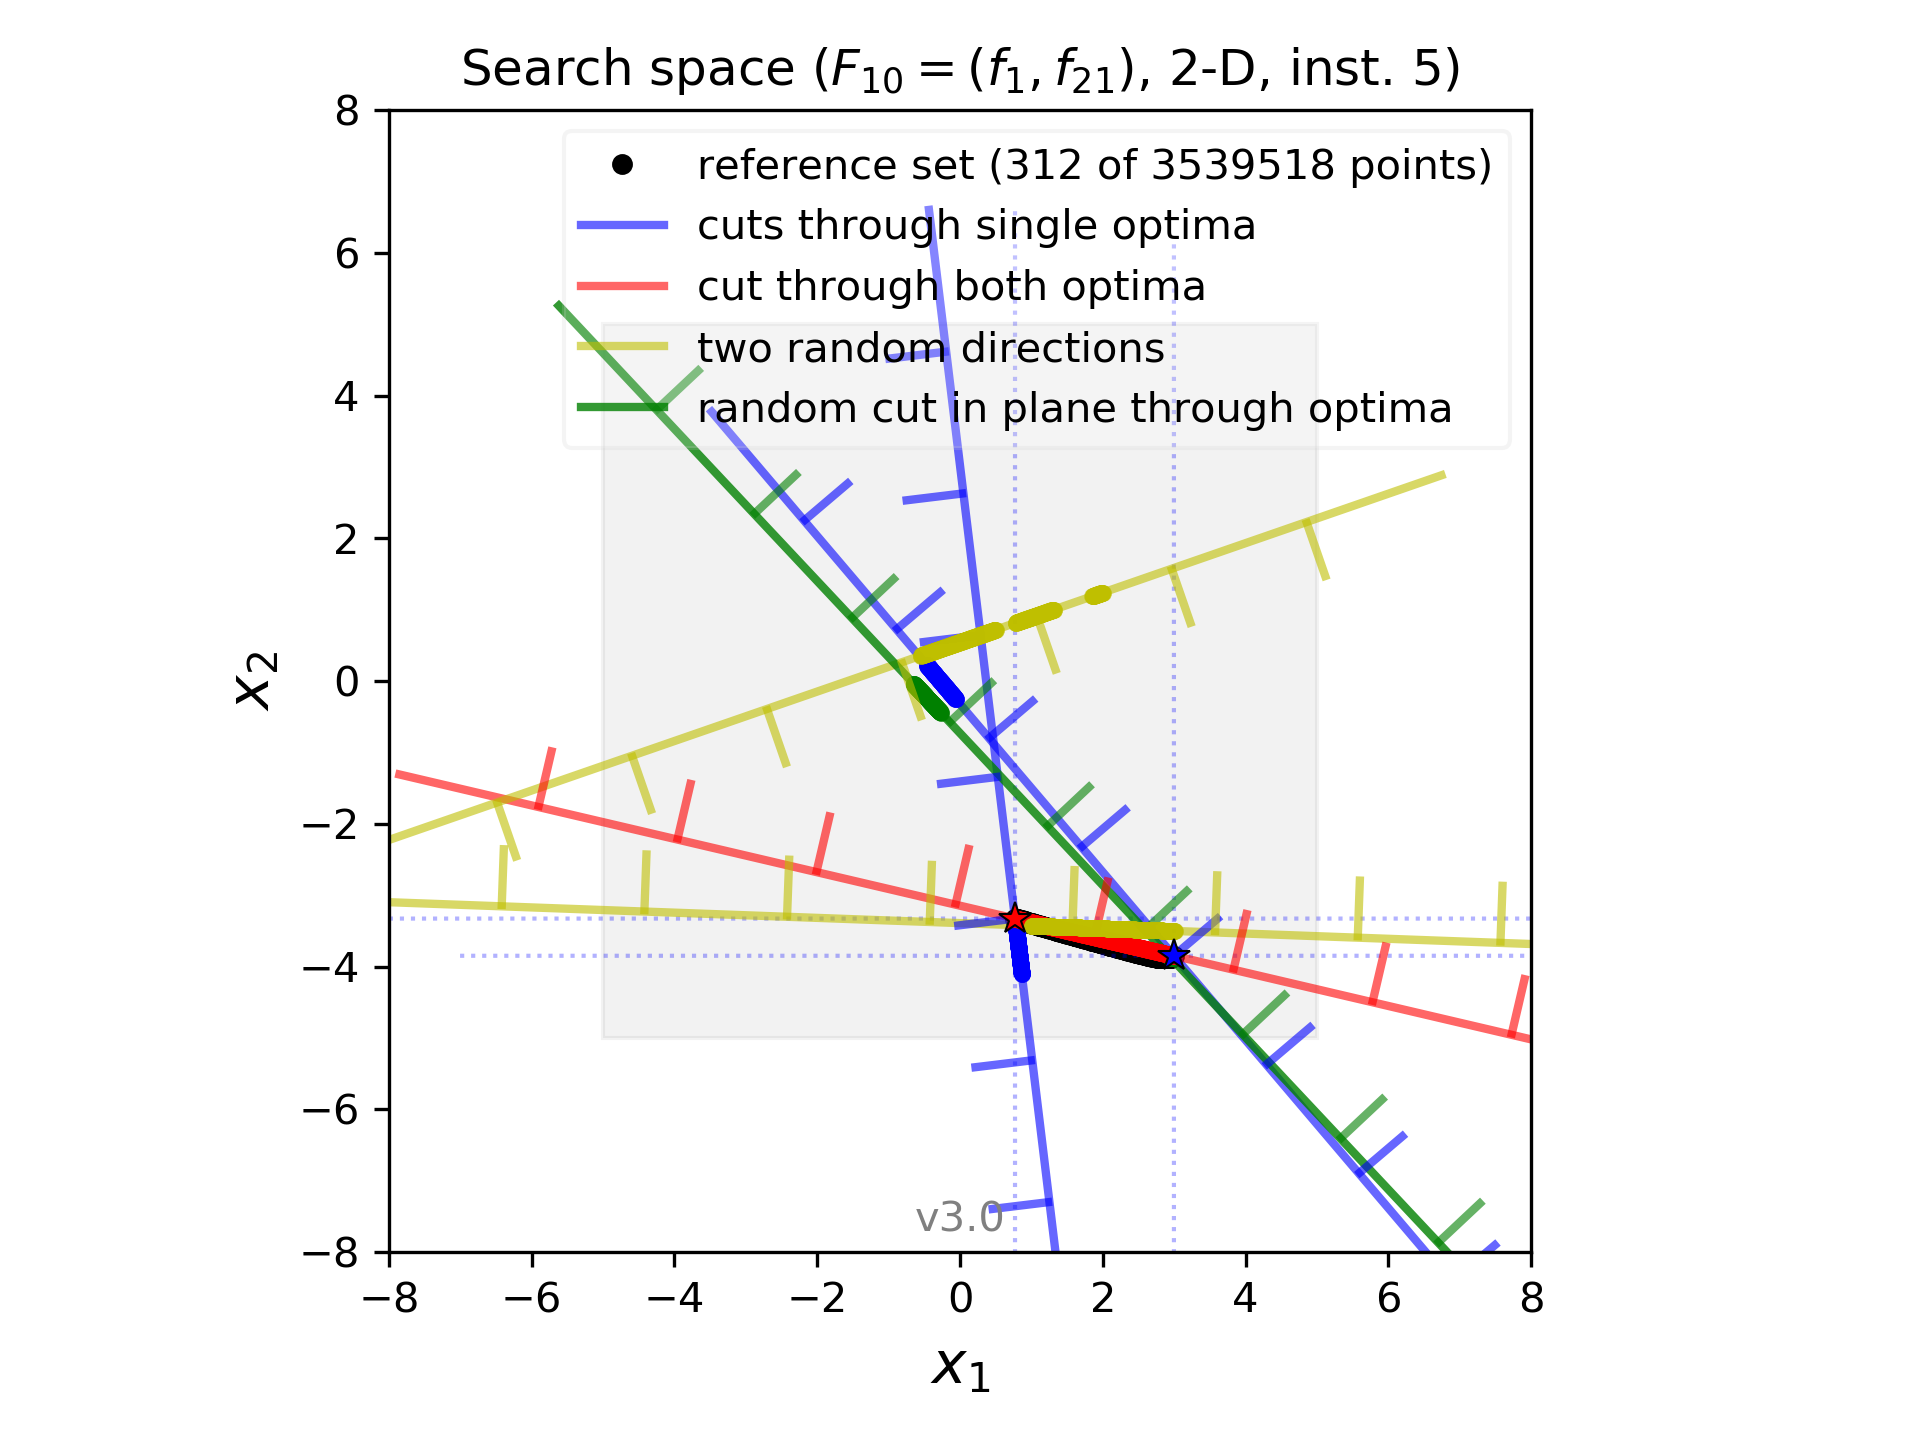 Search space (F10 = (f1, f21), 2-D, inst. 5)
reference set (312 of 3539518 points)
cuts through single optima
cut through both optima
two random directions
random cut in plane through optima
8
6
4
2
0
−2
−4
−6
−8
x2
v3.0
−8 −6 −4 −2 0 2 4 6 8
x1